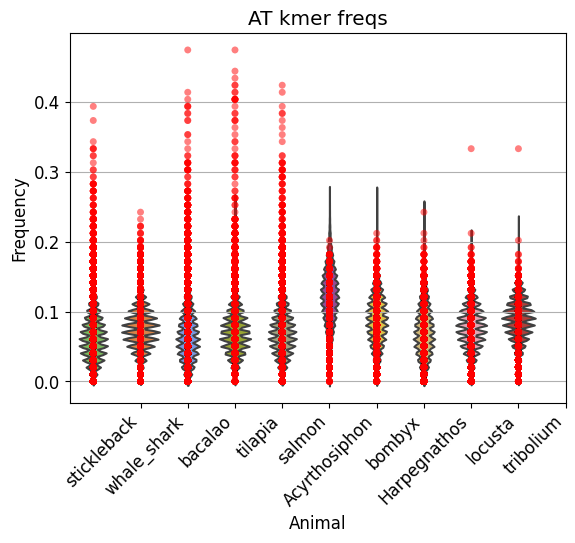 AT kmer freqs
Frequency
0.4
0.3
0.2
0.1
0.0
stickleback
whale_shark
bacalao
tilapia
salmon
Acyrthosiphon
bombyx
Harpegnathos
locusta
tribolium
Animal